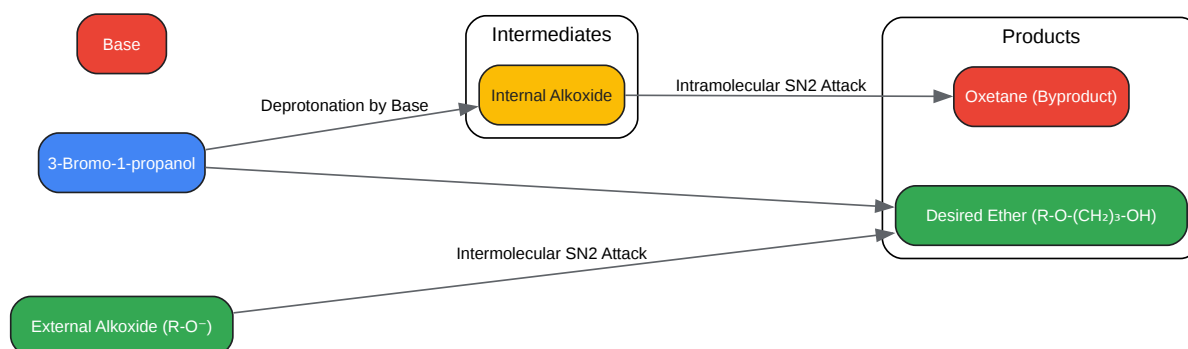 Base
Intermediates
Products
Internal Alkoxide
Intramolecular SN2 Attack
Oxetane (Byproduct)
Deprotonation by Base
3-Bromo-1-propanol
Desired Ether (R-O-(CH₂)₃-OH)
Intermolecular SN2 Attack
External Alkoxide (R-O⁻)